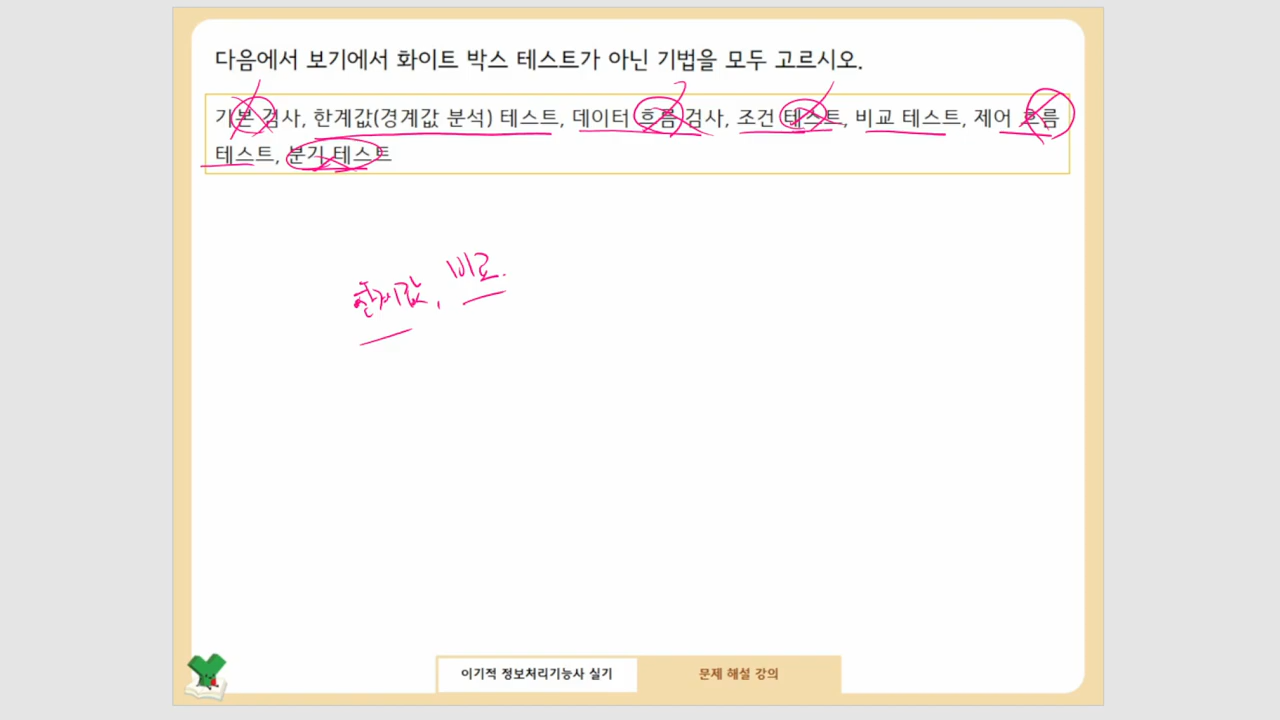 다음에서 보기에서 화이트 박스 테스트가 아닌 기법을 모두 고르시오.
기본 검사, 한계값(경계값 분석) 테스트, 데이터 흐름 검사, 조건 테스트, 비교 테스트, 제어 흐름
테스트, 분기 테스트
한계값, 비교.
이기적 정보처리기능사 실기
문제 해설 강의